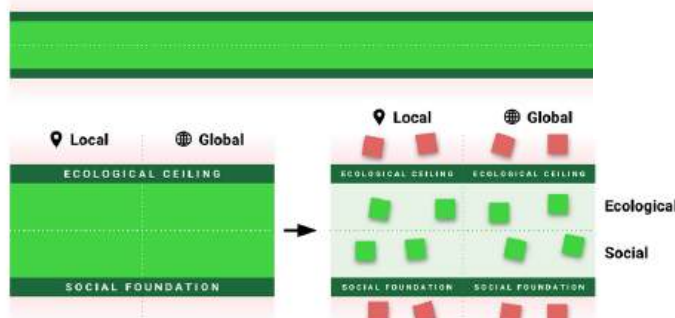 Local
Global
Local
Global
ECOLOGICAL CEILING
ECOLOGICAL CEILING
ECOLOGICAL CEILING
Ecological
Social
SOCIAL FOUNDATION
SOCIAL FOUNDATION
SOCIAL FOUNDATION